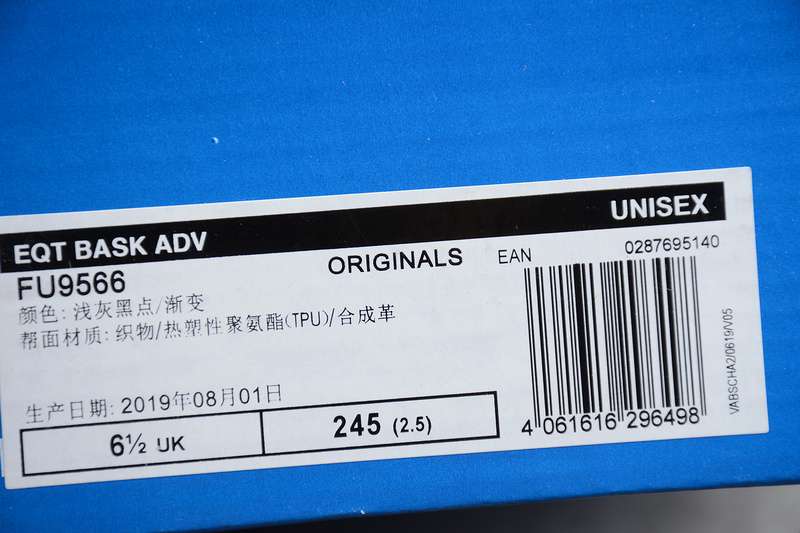 EQT BASK ADV UNISEX
FU9566 ORIGINALS EAN 0287695140
颜色: 浅灰黑点/渐变
帮面材质: 织物/热塑性聚氨酯(TPU)/合成革
生产日期: 2019年08月01日
6½ UK 245 (2.5)
4 061616 296498
VABSCHA2/0619/V05